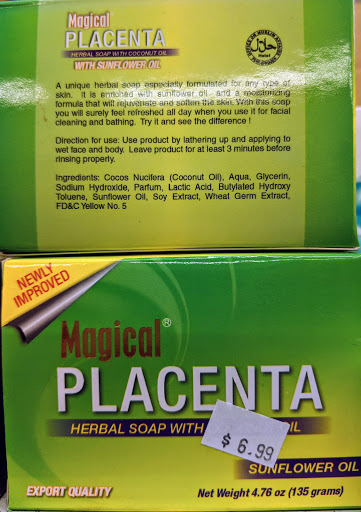 Magical
PLACENTA
HERBAL SOAP WITH COCONUT OIL
WITH SUNFLOWER OIL
حلال
A unique herbal soap especially formulated for any type of
skin. It is enriched with sunflower oil and a moisturizing
formula that will rejuvenate and soften the skin. With this soap
you will surely feel refreshed all day when you use it for facial
cleaning and bathing. Try it and see the difference !
Direction for use: Use product by lathering up and applying to
wet face and body. Leave product for at least 3 minutes before
rinsing properly.
Ingredients: Cocos Nucifera (Coconut Oil), Aqua, Glycerin,
Sodium Hydroxide, Parfum, Lactic Acid, Butylated Hydroxy
Toluene, Sunflower Oil, Soy Extract, Wheat Germ Extract,
FD&C Yellow No. 5
NEWLY
IMPROVED
Magical®
PLACENTA
HERBAL SOAP WITH OIL
$ 6.99
SUNFLOWER OIL
EXPORT QUALITY
Net Weight 4.76 oz (135 grams)